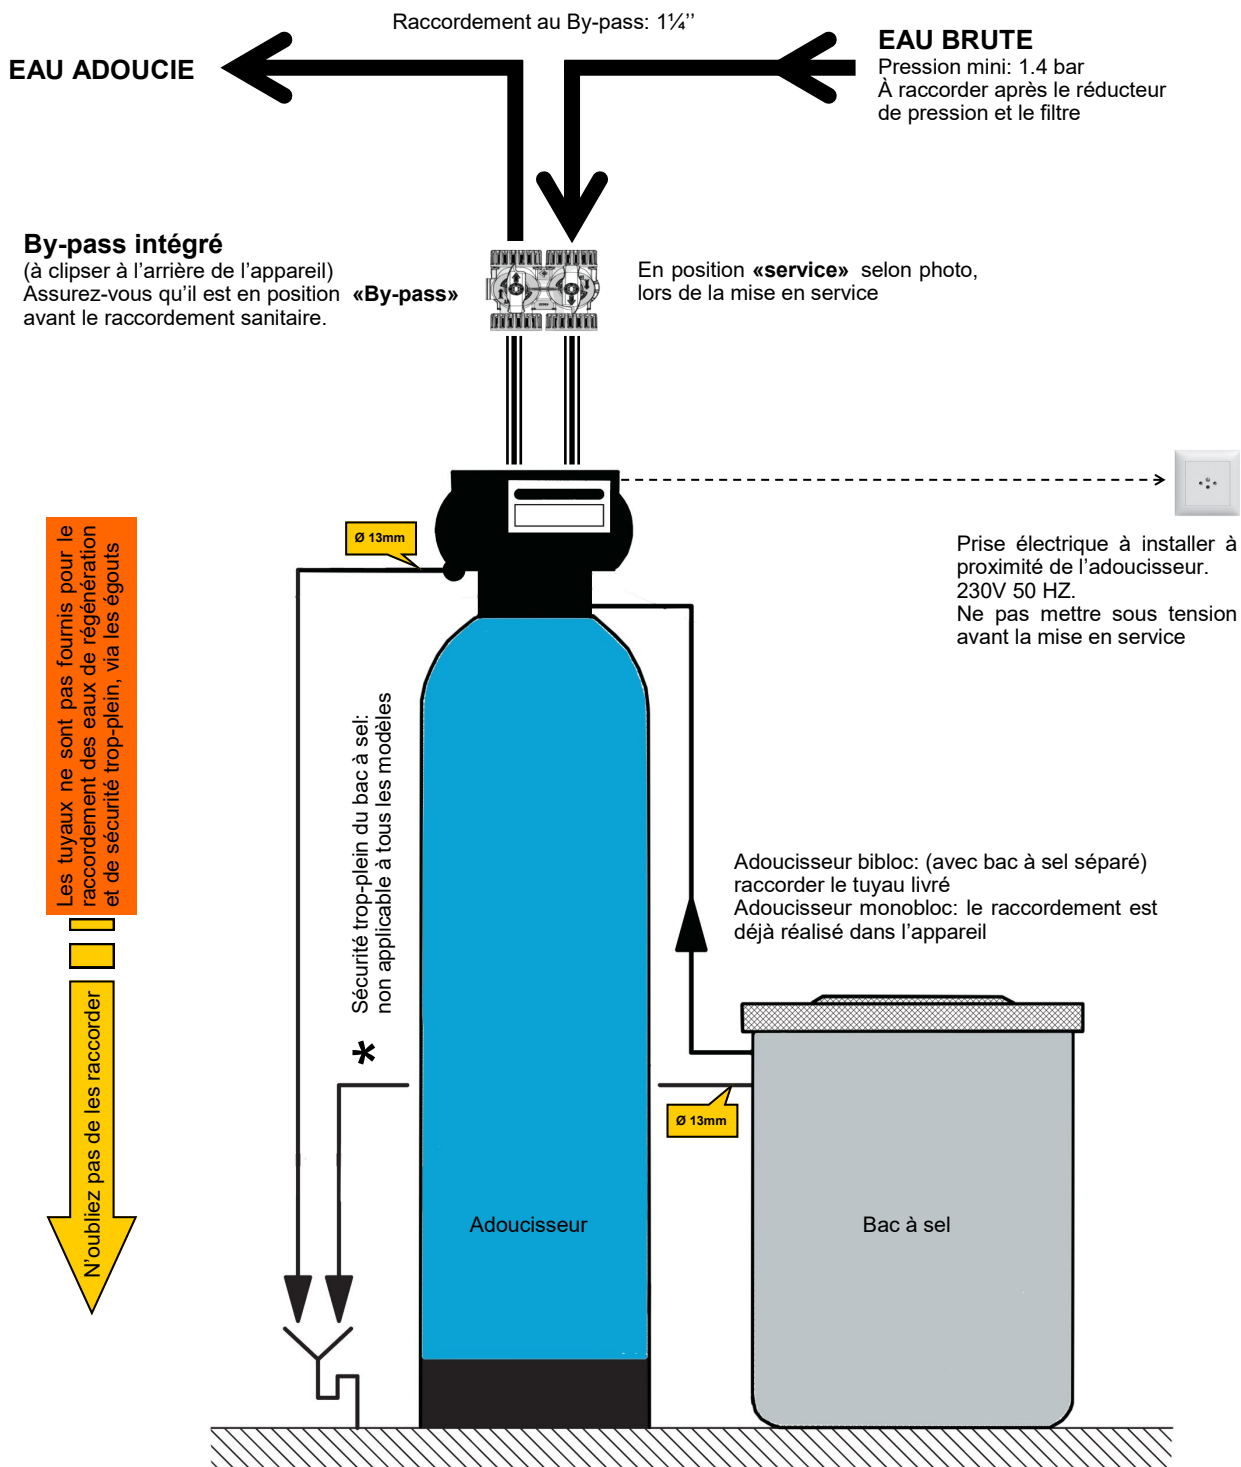 Raccordement au By-pass: 1¼’’
EAU ADOUCIE
EAU BRUTE
Pression mini: 1.4 bar
À raccorder après le réducteur
de pression et le filtre
By-pass intégré
(à clipser à l’arrière de l’appareil)
Assurez-vous qu’il est en position «By-pass»
avant le raccordement sanitaire.
En position «service» selon photo,
lors de la mise en service
Ø 13mm
Prise électrique à installer à
proximité de l’adoucisseur.
230V 50 HZ.
Ne pas mettre sous tension
avant la mise en service
Les tuyaux ne sont pas fournis pour le
raccordement des eaux de régénération
et de sécurité trop-plein, via les égouts
N’oubliez pas de les raccorder
* Sécurité trop-plein du bac à sel:
non applicable à tous les modèles
Adoucisseur bibloc: (avec bac à sel séparé)
raccorder le tuyau livré
Adoucisseur monobloc: le raccordement est
déjà réalisé dans l’appareil
Ø 13mm
Adoucisseur
Bac à sel